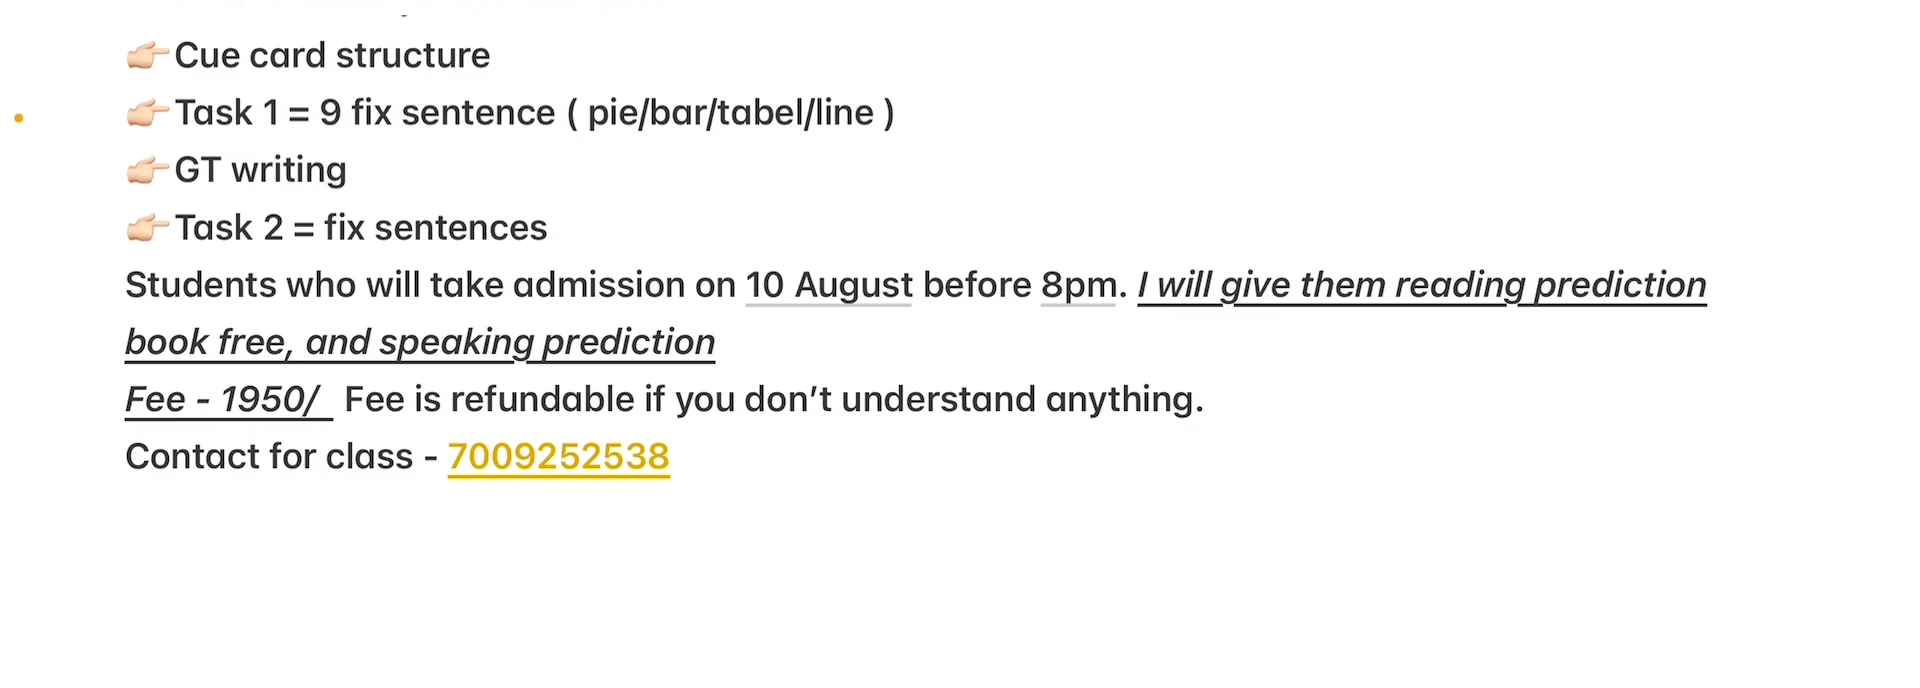 👉🏻Cue card structure
👉🏻Task 1 = 9 fix sentence ( pie/bar/tabel/line )
👉🏻GT writing
👉🏻Task 2 = fix sentences
Students who will take admission on 10 August before 8pm. I will give them reading prediction
book free, and speaking prediction
Fee - 1950/  Fee is refundable if you don’t understand anything.
Contact for class - 7009252538